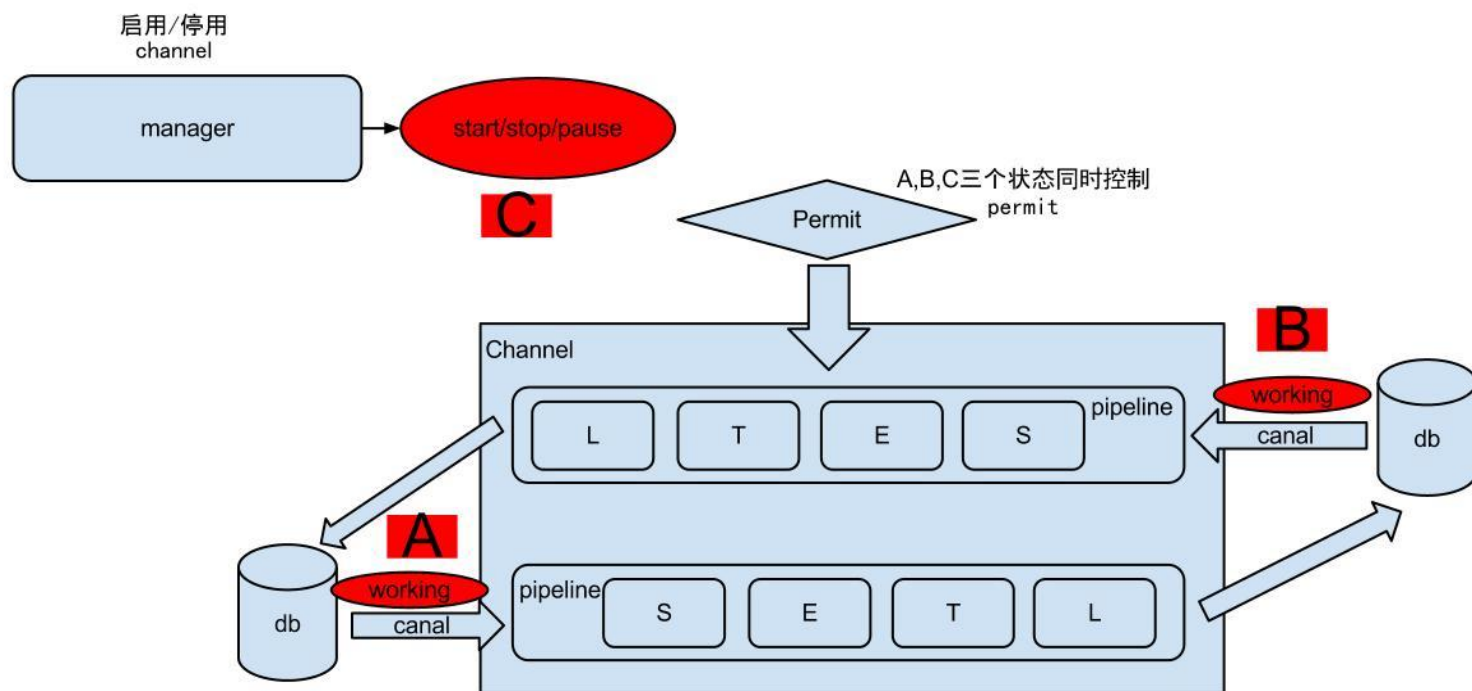 启用/停用
channel
manager
start/stop/pause
C
A,B,C三个状态同时控制
permit
Permit
Channel
B
working
pipeline
L
T
E
S
canal
db
A
working
pipeline
S
E
T
L
canal
db